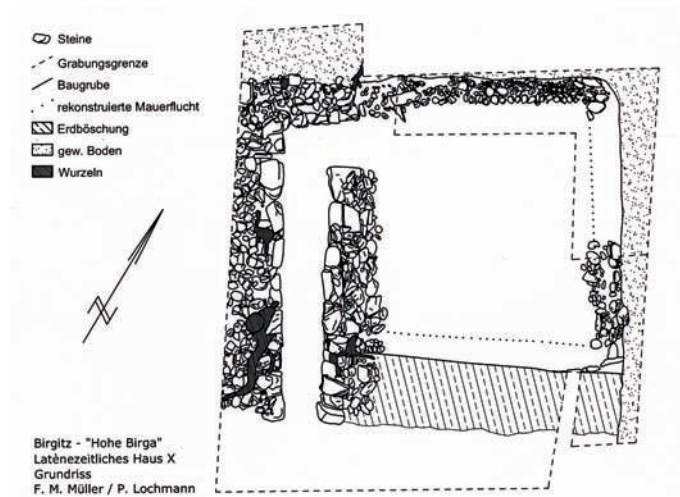 Steine
Grabungsgrenze
Baugrube
rekonstruierte Mauerflucht
Erdböschung
gew. Boden
Wurzeln
N
Birgitz - "Hohe Birga"
Latènezeitliches Haus X
Grundriss
F. M. Müller / P. Lochmann